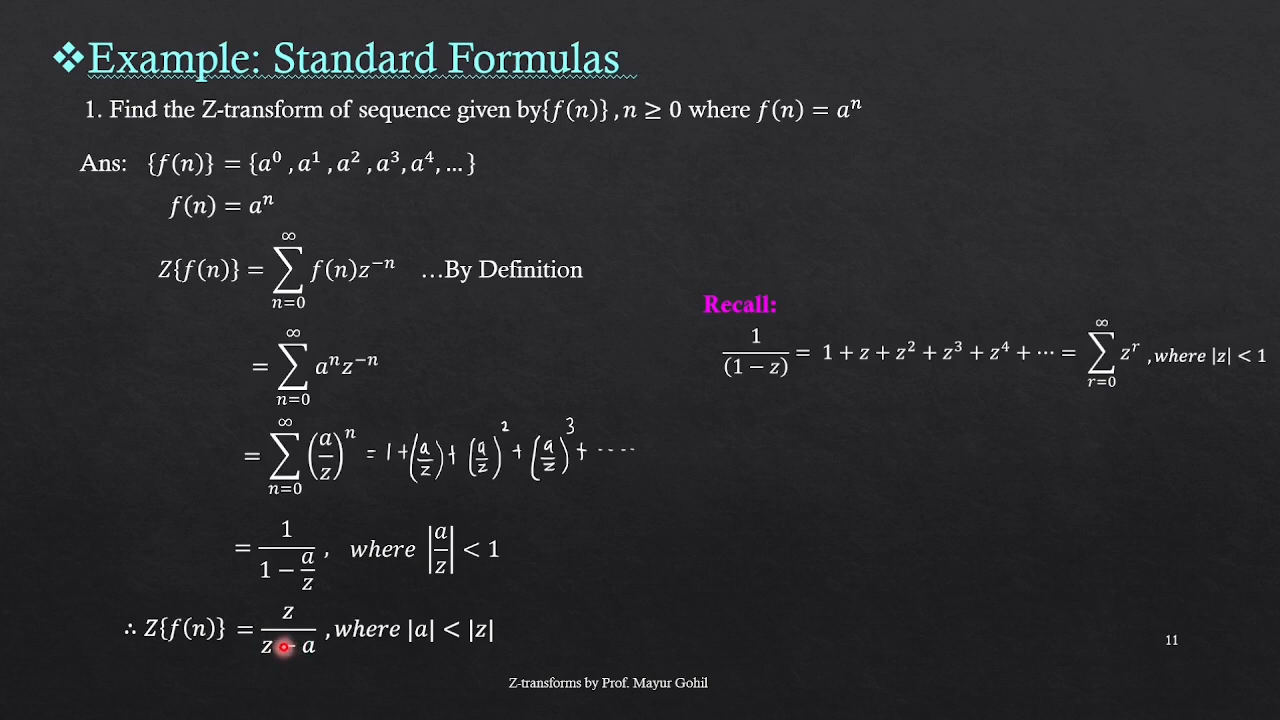 ❖Example: Standard Formulas
1. Find the Z-transform of sequence given by{f(n)} , n ≥ 0 where f(n) = aⁿ
Ans: {f(n)} = {a⁰ , a¹ , a² , a³, a⁴, … }
f(n) = aⁿ
Z{f(n)} = ∑_{n=0}^{∞} f(n)z⁻ⁿ …By Definition
= ∑_{n=0}^{∞} aⁿz⁻ⁿ
= ∑_{n=0}^{∞} (a/z)ⁿ = 1 + (a/z) + (a/z)² + (a/z)³ + ----
= 1/(1 − a/z) , where |a/z| < 1
∴ Z{f(n)} = z/(z − a) , where |a| < |z|
Recall:
1/(1 − z) = 1 + z + z² + z³ + z⁴ + ⋯ = ∑_{r=0}^{∞} zʳ , where |z| < 1
11
Z-transforms by Prof. Mayur Gohil